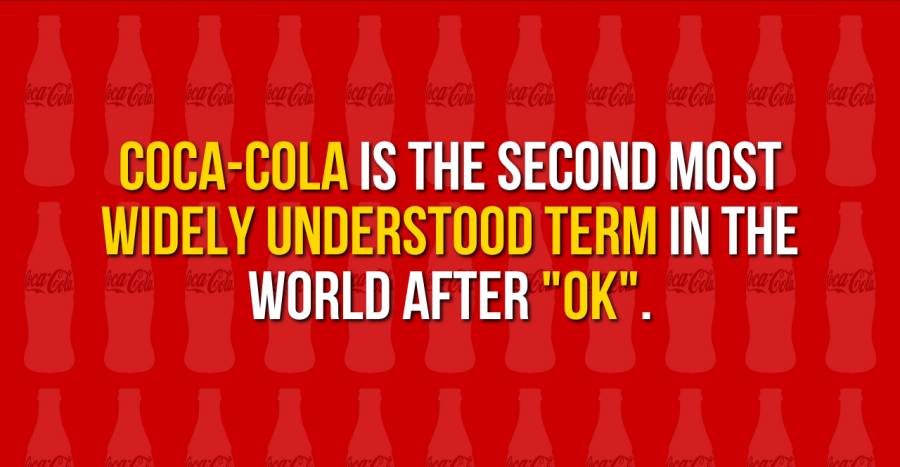 COCA-COLA IS THE SECOND MOST
WIDELY UNDERSTOOD TERM IN THE
WORLD AFTER "OK".